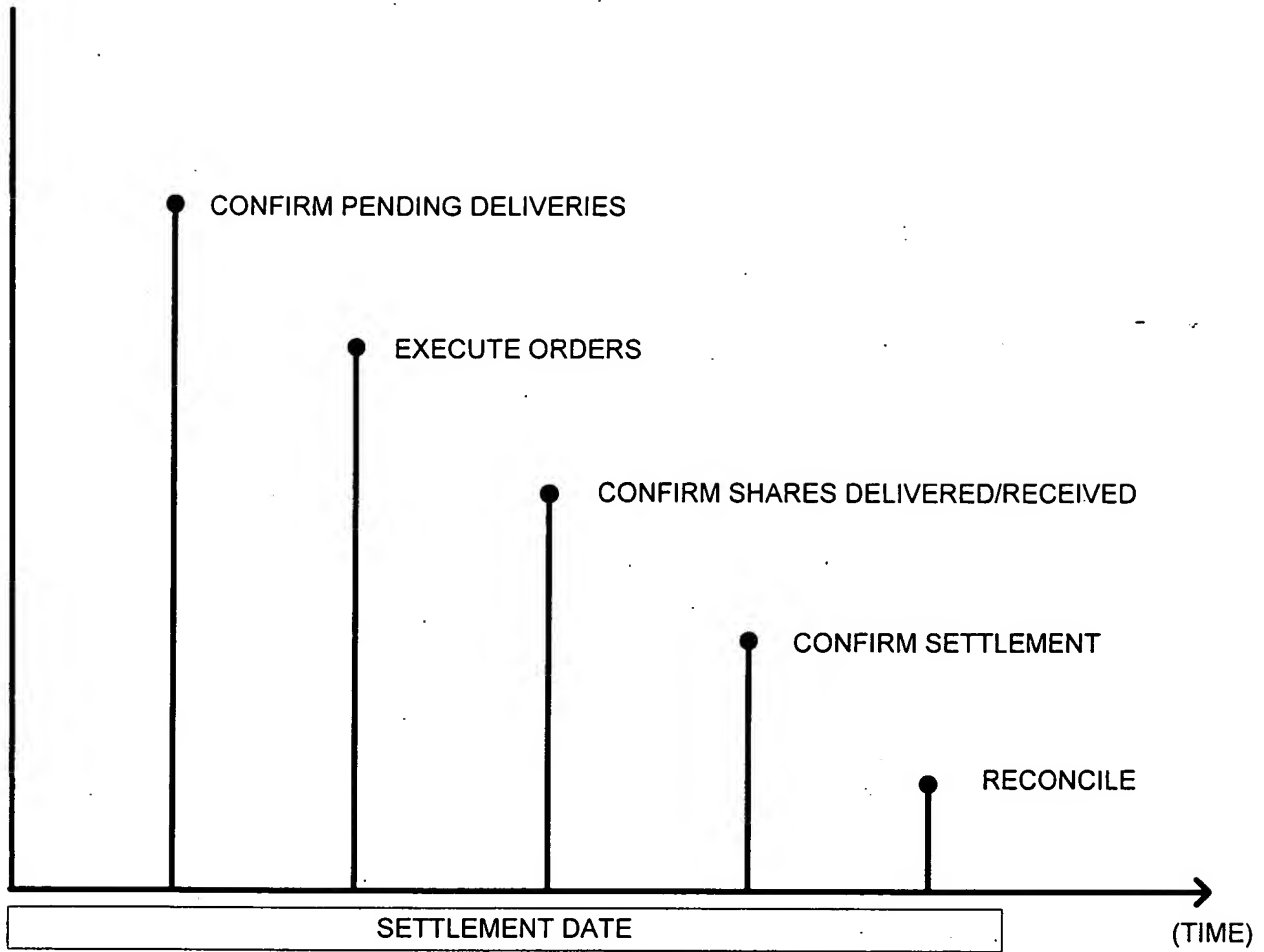 CONFIRM PENDING DELIVERIES
EXECUTE ORDERS
CONFIRM SHARES DELIVERED/RECEIVED
CONFIRM SETTLEMENT
RECONCILE
SETTLEMENT DATE
(TIME)